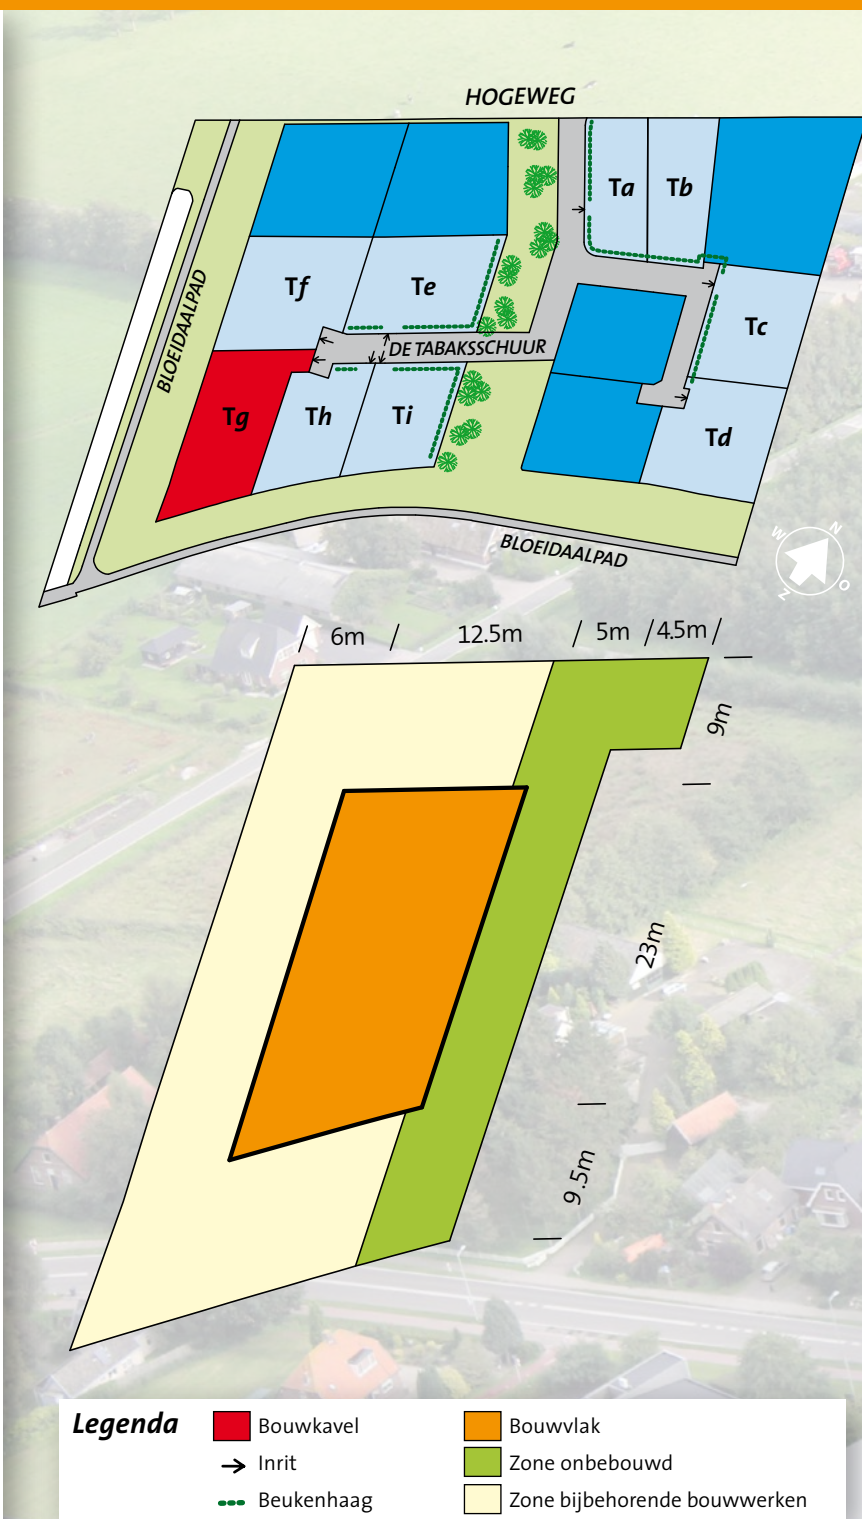 HOGEWEG
Ta
Tb
Tf
Te
Tc
BLOEIDAALPAD
DE TABAKSSCHUUR
Tg
Th
Ti
Td
BLOEIDAALPAD
N
W
O
Z
6m
12.5m
5m
4.5m
9m
23m
9.5m
Legenda
Bouwkavel
Bouwvlak
Inrit
Zone onbebouwd
Beukenhaag
Zone bijbehorende bouwwerken